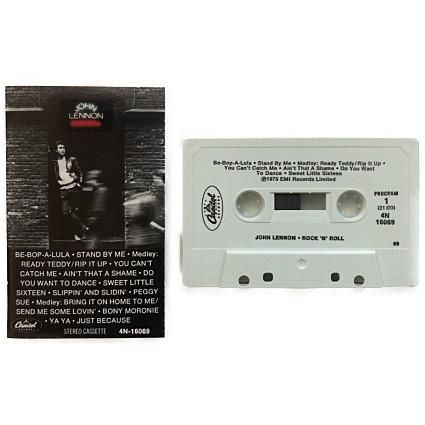 JOHN
LENNON
BE-BOP-A-LULA • STAND BY ME • Medley:
READY TEDDY/RIP IT UP • YOU CAN'T
CATCH ME • AIN'T THAT A SHAME • DO
YOU WANT TO DANCE • SWEET LITTLE
SIXTEEN • SLIPPIN' AND SLIDIN' • PEGGY
SUE • Medley: BRING IT ON HOME TO ME/
SEND ME SOME LOVIN' • BONY MORONIE
• YA YA • JUST BECAUSE
Capitol
STEREO CASSETTE 4N-16069
Be-Bop-A-Lula • Stand By Me • Medley: Ready Teddy/Rip It Up •
You Can't Catch Me • Ain't That A Shame • Do You Want
To Dance • Sweet Little Sixteen
℗1975 EMI Records Limited
Capitol
PROGRAM
1
(21:03)
4N
16069
JOHN LENNON • ROCK 'N' ROLL